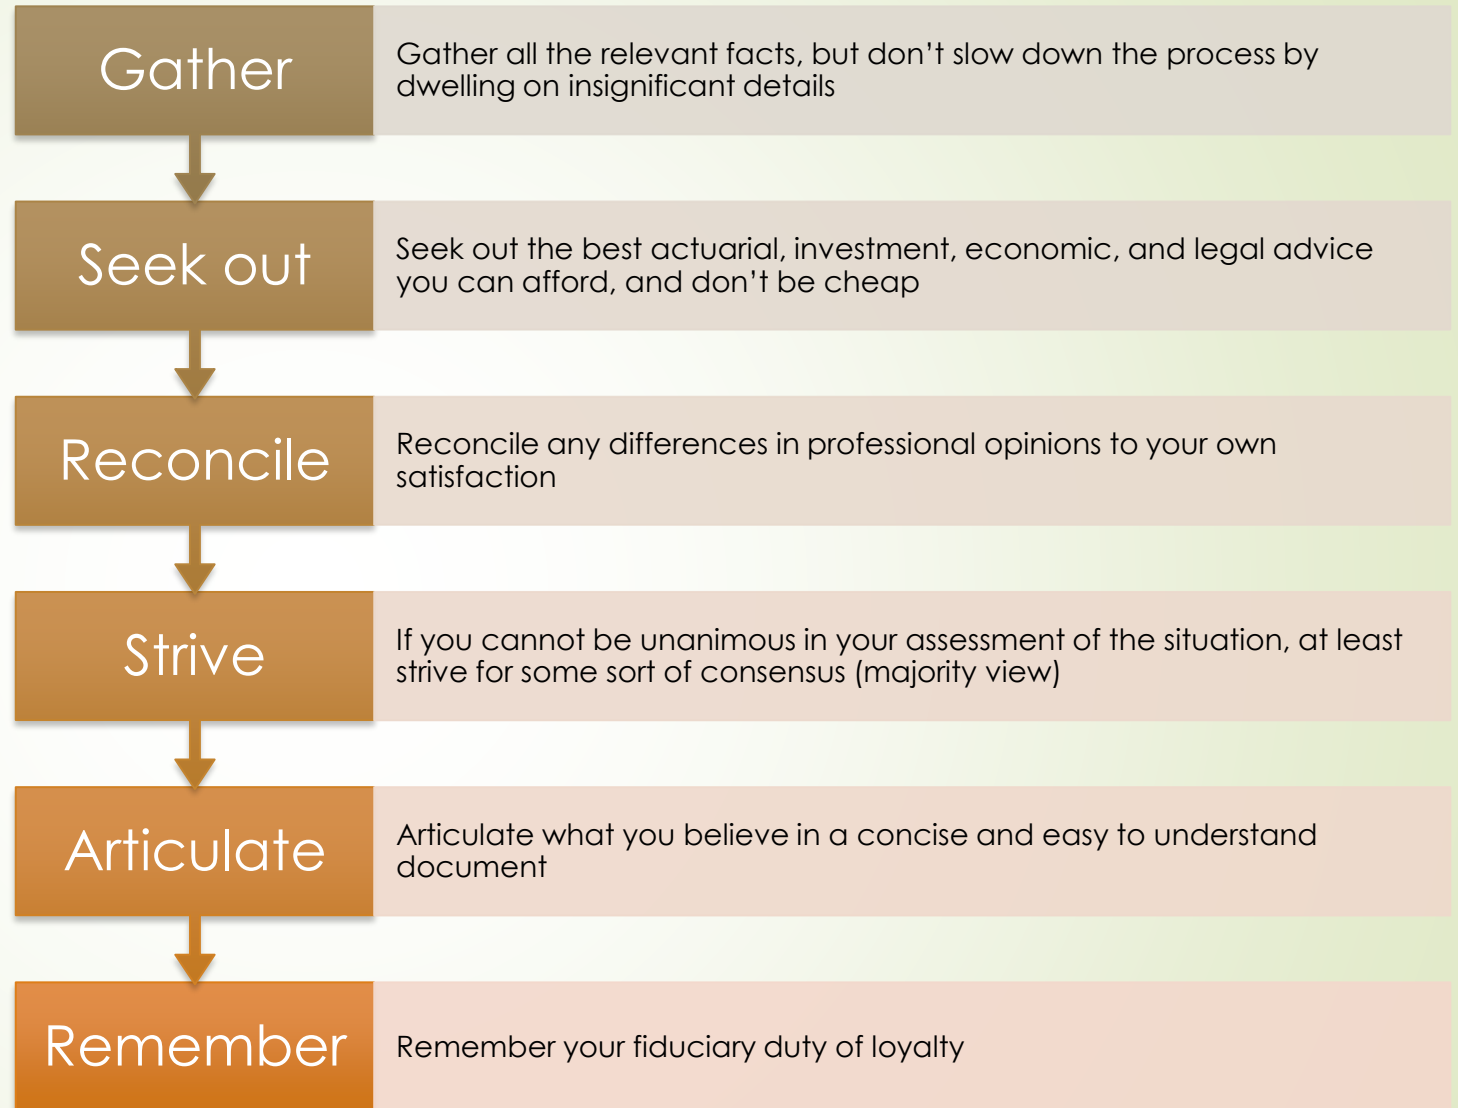 Gather
Gather all the relevant facts, but don’t slow down the process by
dwelling on insignificant details
Seek out
Seek out the best actuarial, investment, economic, and legal advice
you can afford, and don’t be cheap
Reconcile
Reconcile any differences in professional opinions to your own
satisfaction
Strive
If you cannot be unanimous in your assessment of the situation, at least
strive for some sort of consensus (majority view)
Articulate
Articulate what you believe in a concise and easy to understand
document
Remember
Remember your fiduciary duty of loyalty